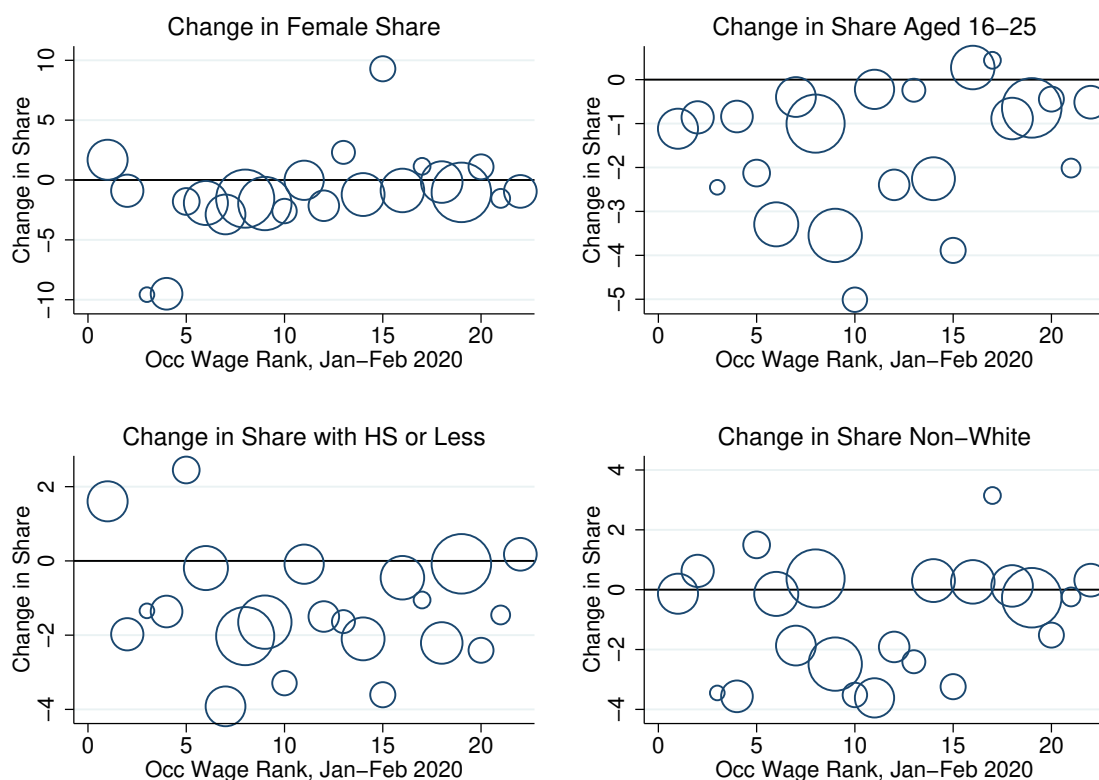 Change in Female Share
Change in Share
10
5
0
−5
−10
0 5 10 15 20
Occ Wage Rank, Jan−Feb 2020
Change in Share Aged 16−25
Change in Share
0
−1
−2
−3
−4
−5
0 5 10 15 20
Occ Wage Rank, Jan−Feb 2020
Change in Share with HS or Less
Change in Share
2
0
−2
−4
0 5 10 15 20
Occ Wage Rank, Jan−Feb 2020
Change in Share Non−White
Change in Share
4
2
0
−2
−4
0 5 10 15 20
Occ Wage Rank, Jan−Feb 2020